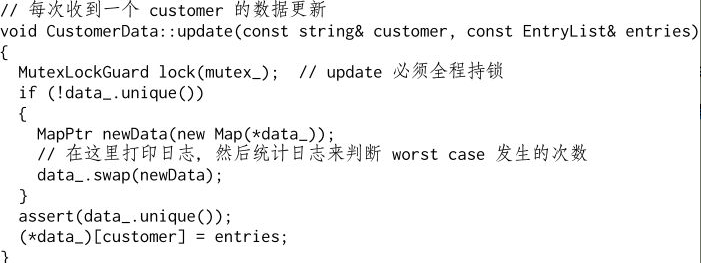 // 每次收到一个 customer 的数据更新
void CustomerData::update(const string& customer, const EntryList& entries)
{
  MutexLockGuard lock(mutex_);  // update 必须全程持锁
  if (!data_.unique())
  {
    MapPtr newData(new Map(*data_));
    // 在这里打印日志, 然后统计日志来判断 worst case 发生的次数
    data_.swap(newData);
  }
  assert(data_.unique());
  (*data_)[customer] = entries;
}